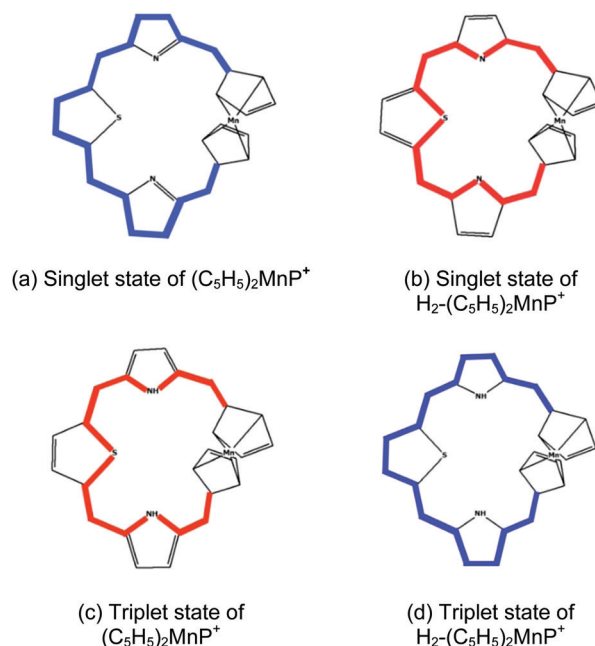 N
S
Mn
N
N
S
Mn
N
(a) Singlet state of (C₅H₅)₂MnP⁺
(b) Singlet state of
H₂-(C₅H₅)₂MnP⁺
NH
S
Mn
NH
NH
S
Mn
NH
(c) Triplet state of
(C₅H₅)₂MnP⁺
(d) Triplet state of
H₂-(C₅H₅)₂MnP⁺